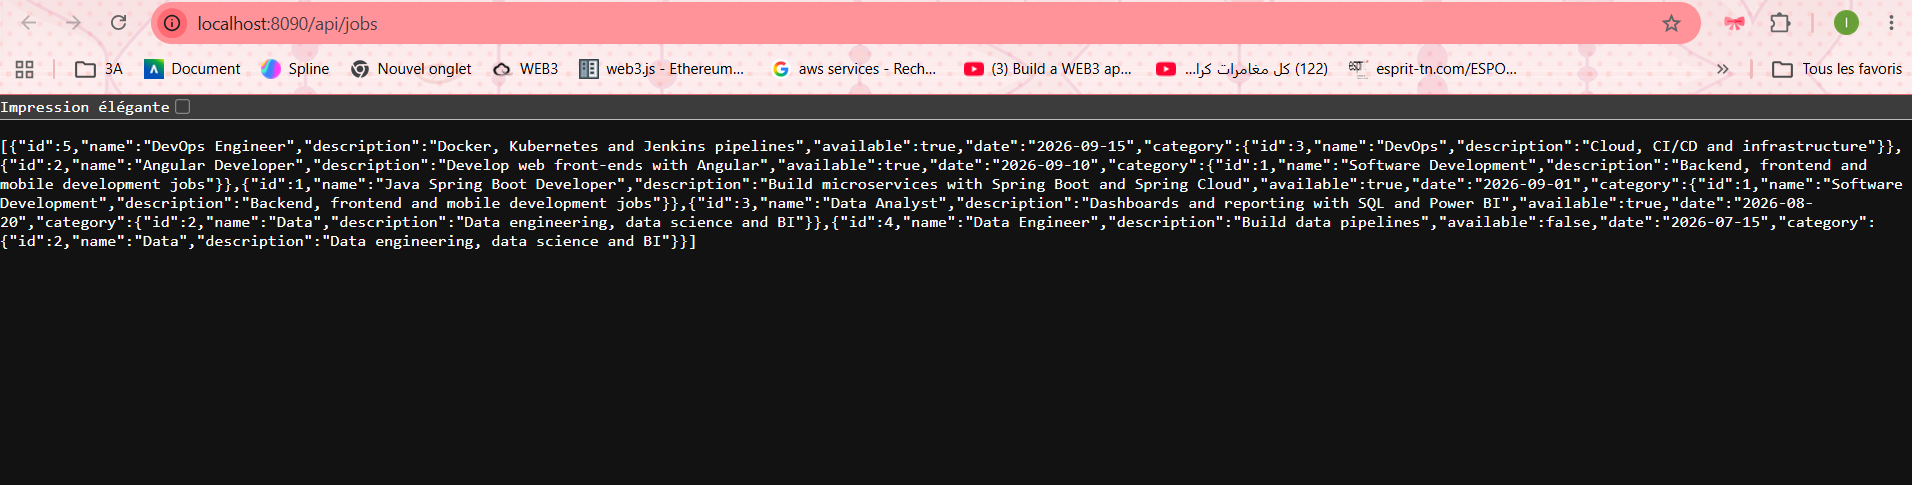 localhost:8090/api/jobs
I
3A
Document
Spline
Nouvel onglet
WEB3
web3.js - Ethereum...
aws services - Rech...
(3) Build a WEB3 ap...
(122) كل مغامرات كرا...
esprit-tn.com/ESPO...
»
Tous les favoris
Impression élégante
[{"id":5,"name":"DevOps Engineer","description":"Docker, Kubernetes and Jenkins pipelines","available":true,"date":"2026-09-15","category":{"id":3,"name":"DevOps","description":"Cloud, CI/CD and infrastructure"}},
{"id":2,"name":"Angular Developer","description":"Develop web front-ends with Angular","available":true,"date":"2026-09-10","category":{"id":1,"name":"Software Development","description":"Backend, frontend and
mobile development jobs"}},{"id":1,"name":"Java Spring Boot Developer","description":"Build microservices with Spring Boot and Spring Cloud","available":true,"date":"2026-09-01","category":{"id":1,"name":"Software
Development","description":"Backend, frontend and mobile development jobs"}},{"id":3,"name":"Data Analyst","description":"Dashboards and reporting with SQL and Power BI","available":true,"date":"2026-08-
20","category":{"id":2,"name":"Data","description":"Data engineering, data science and BI"}},{"id":4,"name":"Data Engineer","description":"Build data pipelines","available":false,"date":"2026-07-15","category":
{"id":2,"name":"Data","description":"Data engineering, data science and BI"}}]